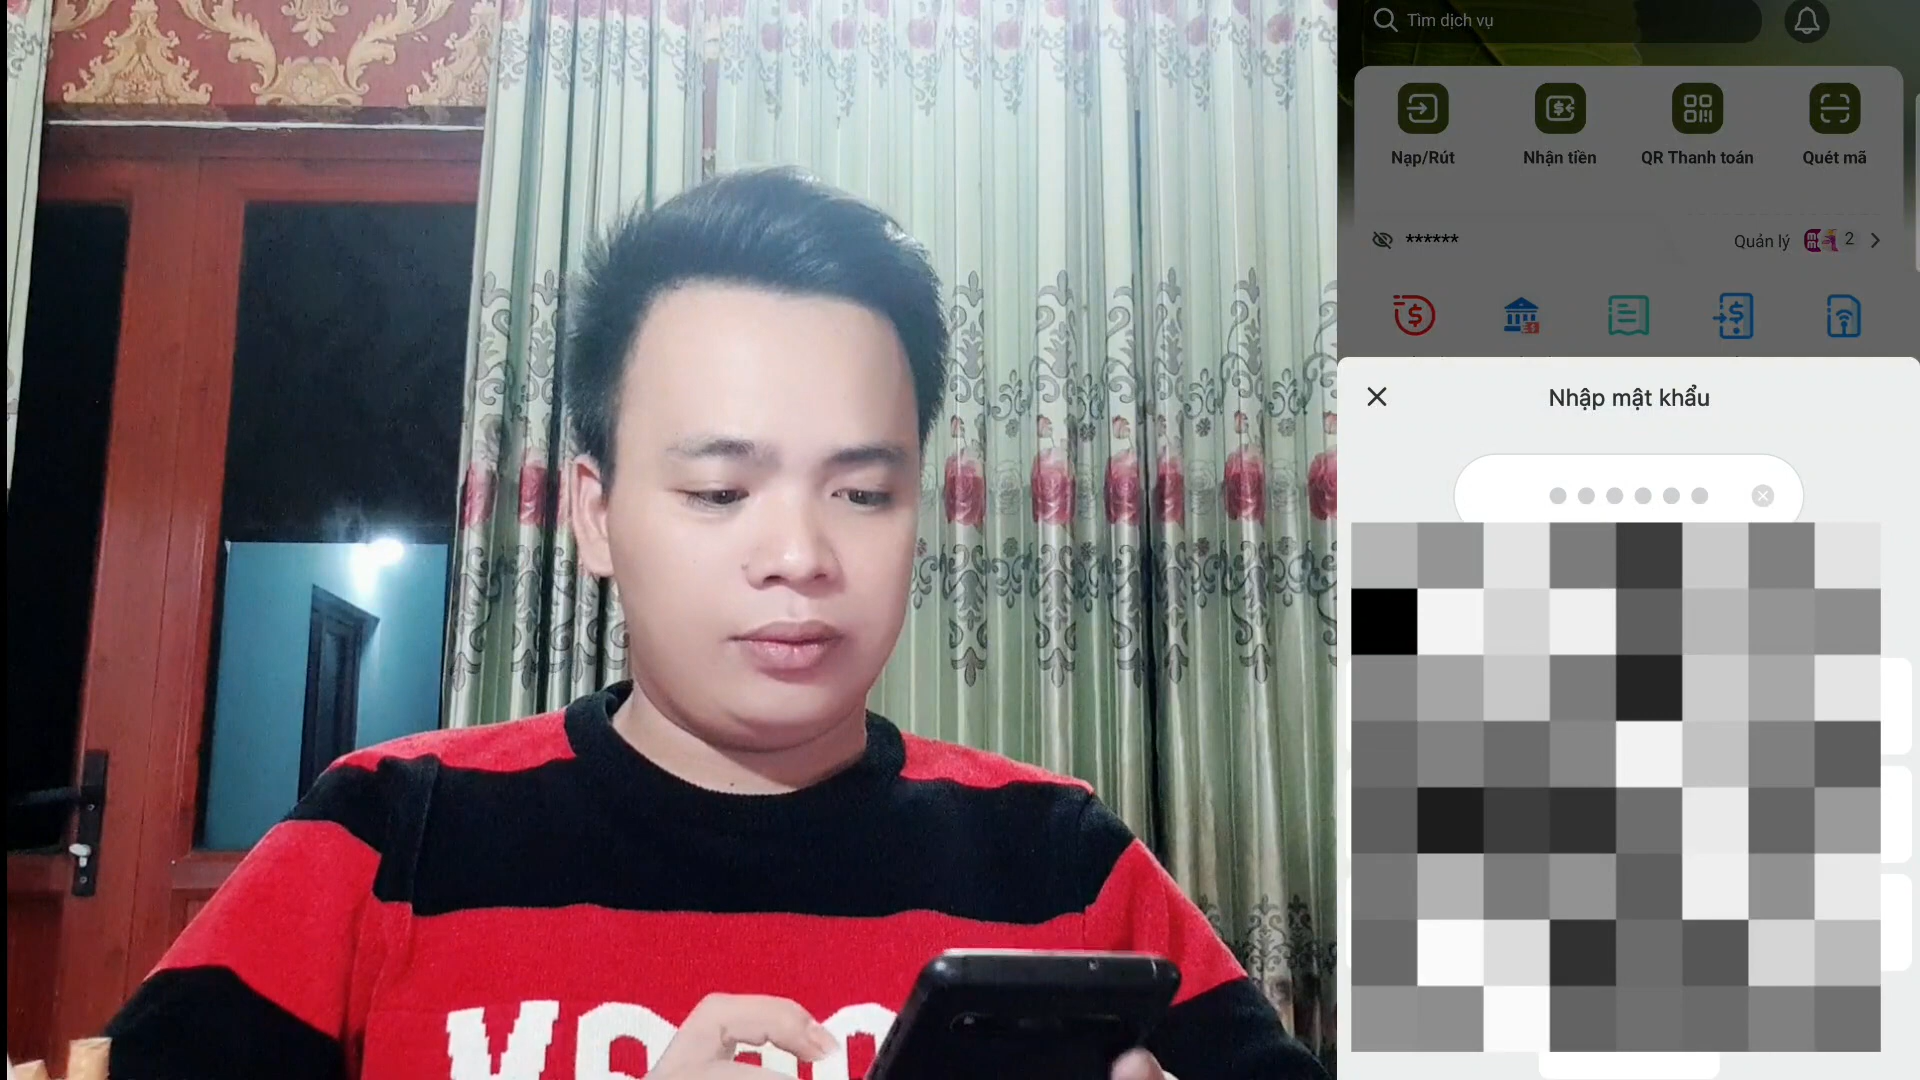 Tìm dịch vụ
Nạp/Rút
Nhận tiền
QR Thanh toán
Quét mã
******
Quản lý
2
Nhập mật khẩu